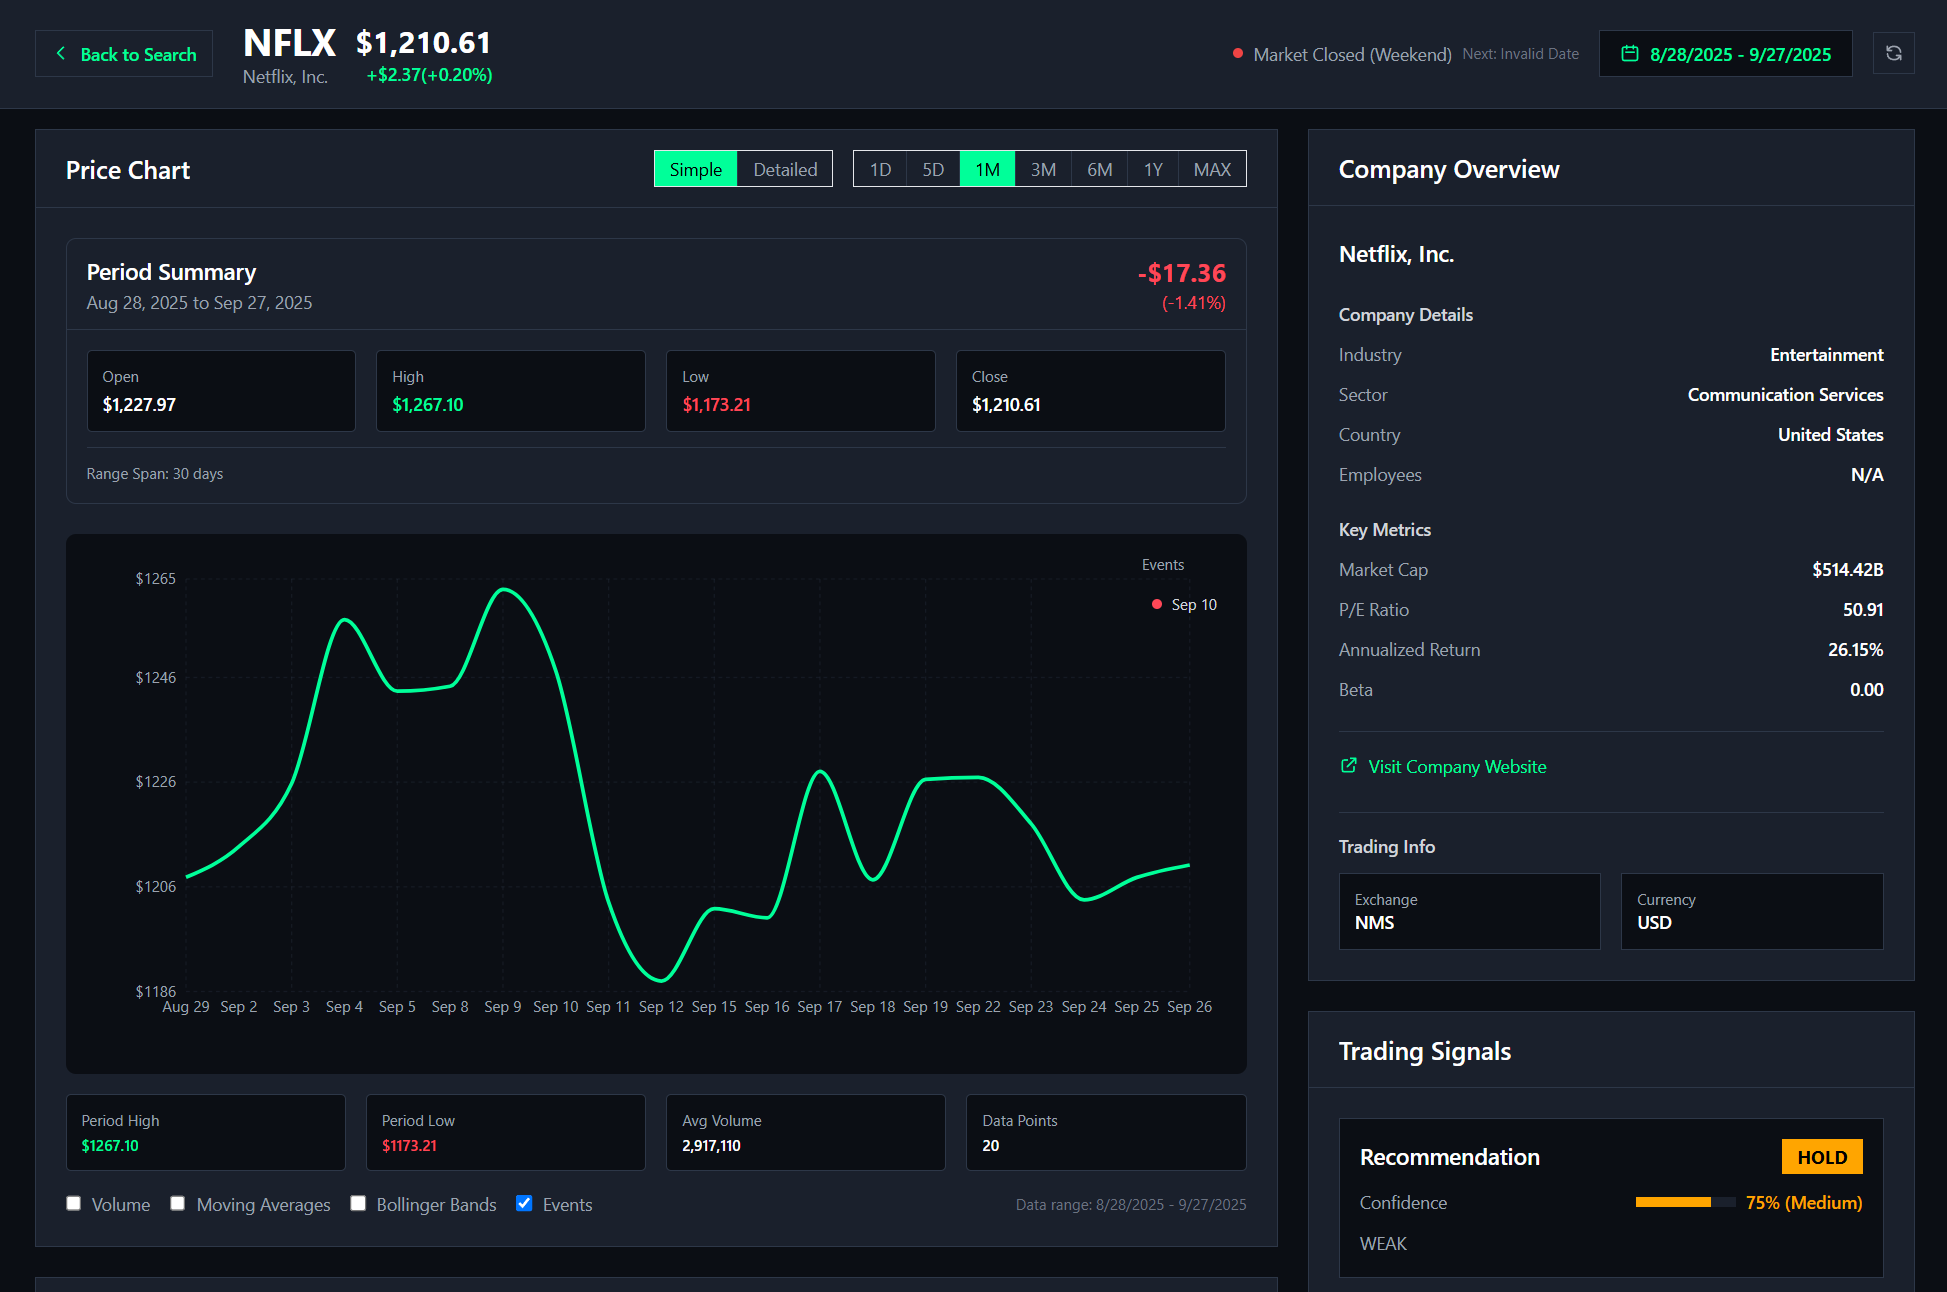 Back to Search
NFLX $1,210.61
Netflix, Inc. +$2.37(+0.20%)
Market Closed (Weekend) Next: Invalid Date
8/28/2025 - 9/27/2025
Price Chart
Simple Detailed
1D 5D 1M 3M 6M 1Y MAX
Period Summary
Aug 28, 2025 to Sep 27, 2025
-$17.36
(-1.41%)
Open
$1,227.97
High
$1,267.10
Low
$1,173.21
Close
$1,210.61
Range Span: 30 days
Events
Sep 10
$1265
$1246
$1226
$1206
$1186
Aug 29 Sep 2 Sep 3 Sep 4 Sep 5 Sep 8 Sep 9 Sep 10 Sep 11 Sep 12 Sep 15 Sep 16 Sep 17 Sep 18 Sep 19 Sep 22 Sep 23 Sep 24 Sep 25 Sep 26
Period High
$1267.10
Period Low
$1173.21
Avg Volume
2,917,110
Data Points
20
Volume Moving Averages Bollinger Bands Events
Data range: 8/28/2025 - 9/27/2025
Company Overview
Netflix, Inc.
Company Details
Industry Entertainment
Sector Communication Services
Country United States
Employees N/A
Key Metrics
Market Cap $514.42B
P/E Ratio 50.91
Annualized Return 26.15%
Beta 0.00
Visit Company Website
Trading Info
Exchange
NMS
Currency
USD
Trading Signals
Recommendation HOLD
Confidence 75% (Medium)
WEAK